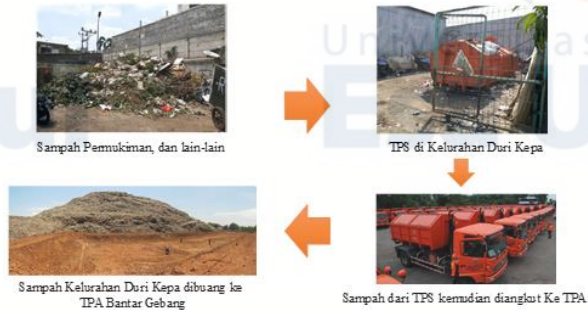 Sampah Permukiman, dan lain-lain
TPS di Kelurahan Duri Kepa
Sampah dari TPS kemudian diangkut Ke TPA
Sampah Kelurahan Duri Kepa dibuang ke
TPA Bantar Gebang